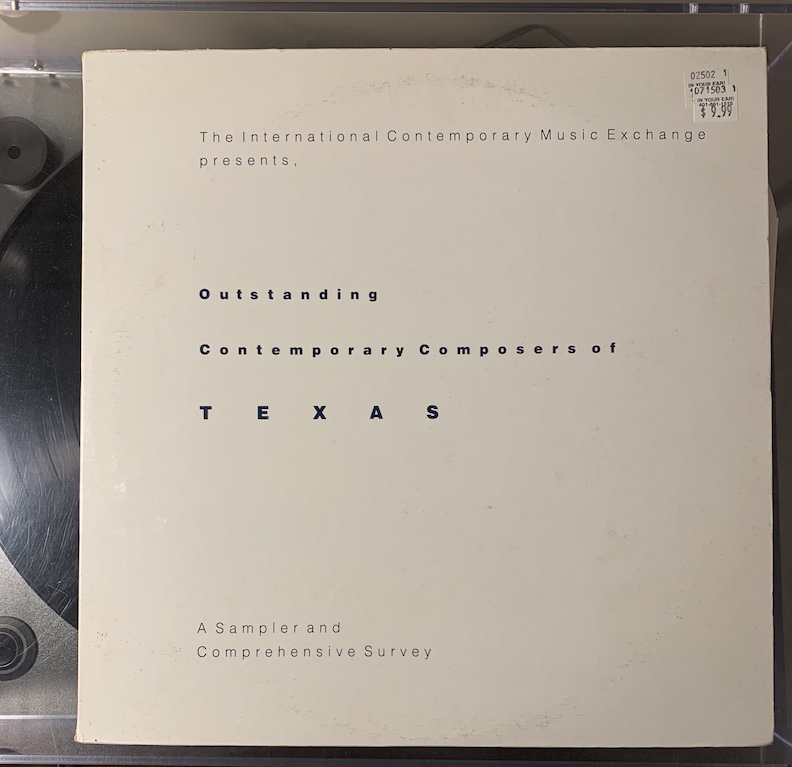 02502 1
IN YOUR EAR!
1071503 1
IN YOUR EAR!
$ 9.99
The International Contemporary Music Exchange
presents,
Outstanding
Contemporary Composers of
TEXAS
A Sampler and
Comprehensive Survey